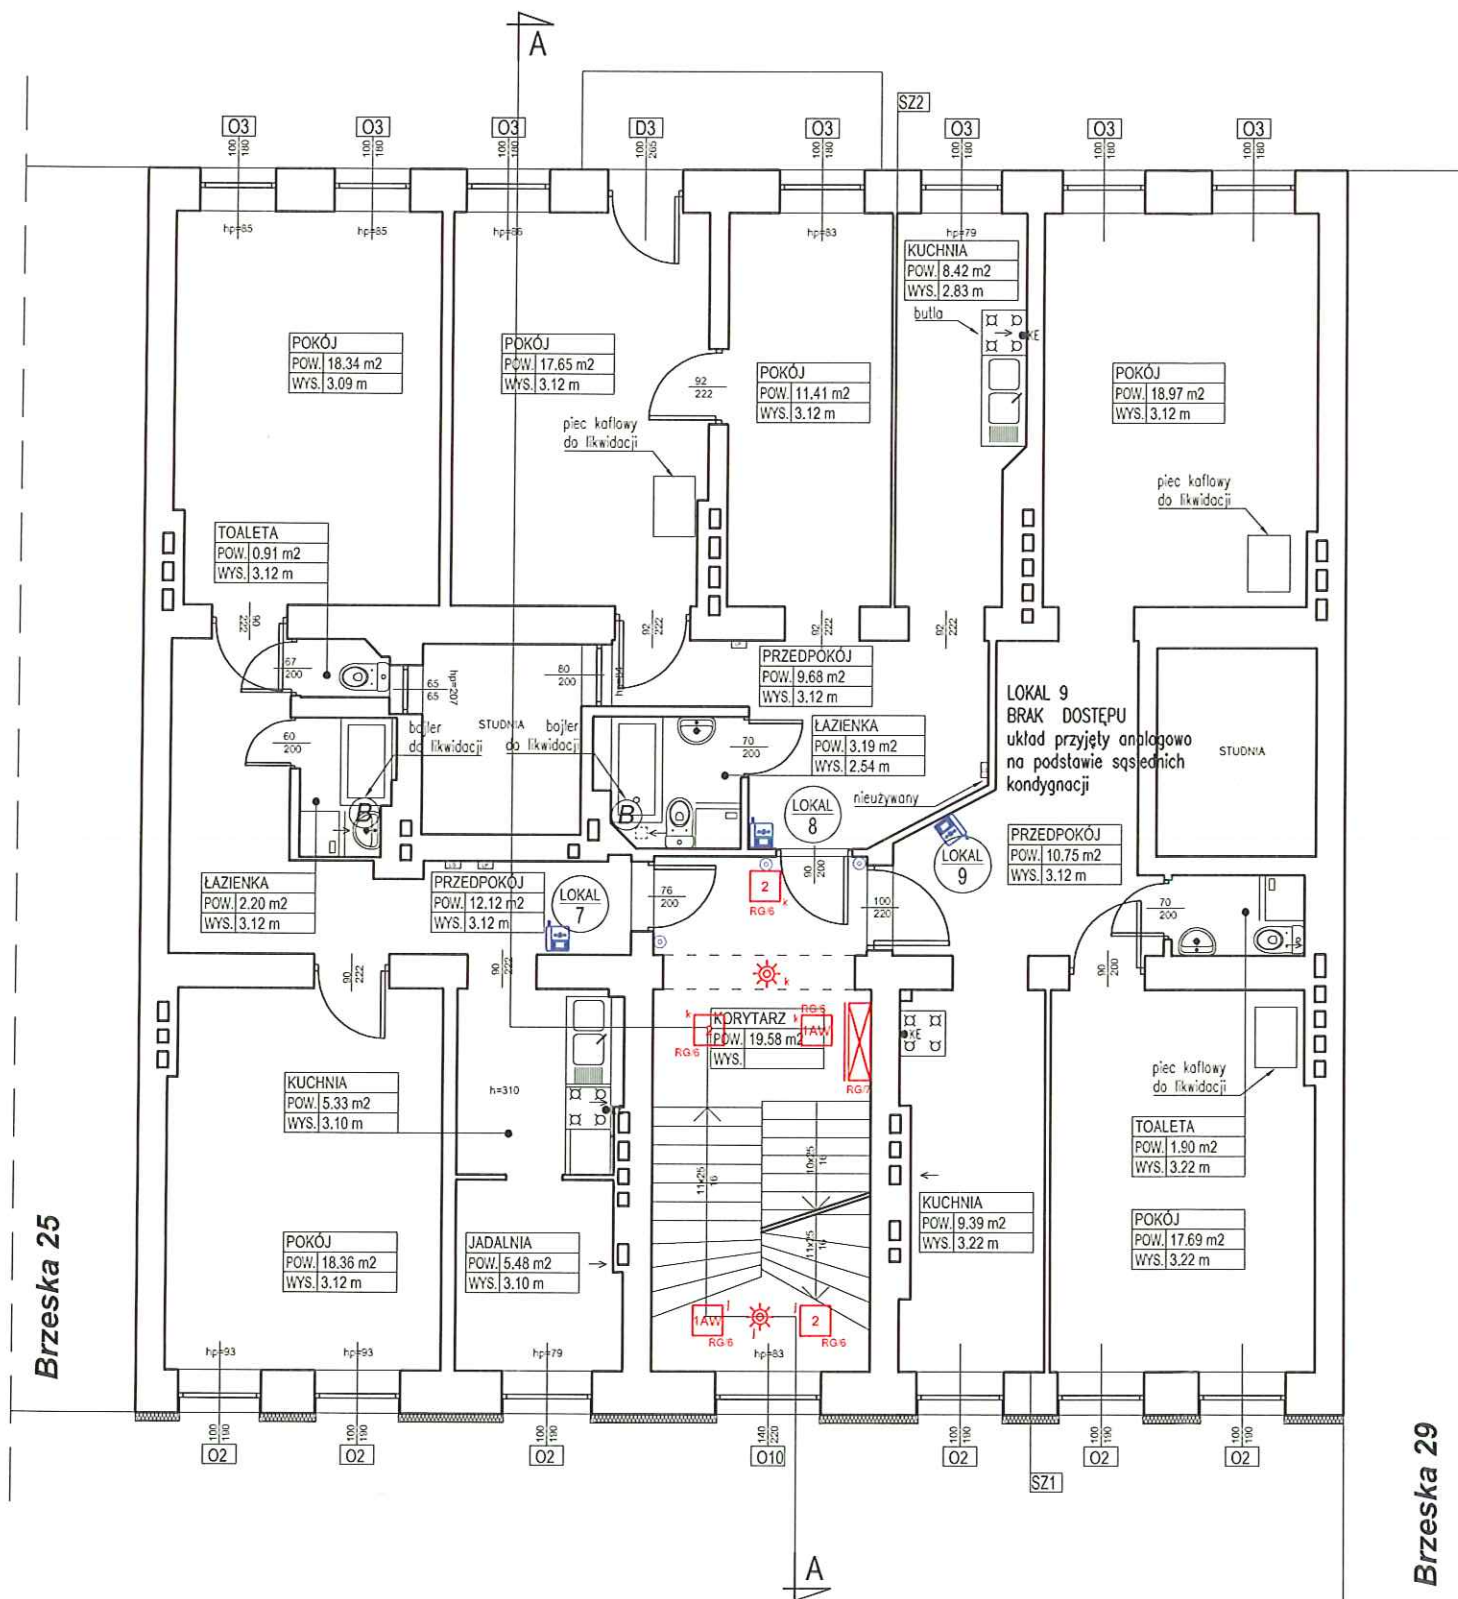 A
SZ2
O3
O3
O3
D3
O3
O3
O3
O3
100
180
100
180
100
180
100
265
100
180
100
180
100
180
100
180
hp=85
hp=85
hp=86
hp=83
hp=79
KUCHNIA
POW. 8.42 m2
WYS. 2.83 m
butla
KE
POKÓJ
POW. 18.34 m2
WYS. 3.09 m
POKÓJ
POW. 17.65 m2
WYS. 3.12 m
92
222
POKÓJ
POW. 11.41 m2
WYS. 3.12 m
POKÓJ
POW. 18.97 m2
WYS. 3.12 m
piec kaflowy
do likwidacji
piec kaflowy
do likwidacji
TOALETA
POW. 0.91 m2
WYS. 3.12 m
90
222
92
222
92
222
92
222
67
200
65
65
hp=207
80
200
PRZEDPOKÓJ
POW. 9.68 m2
WYS. 3.12 m
LOKAL 9
BRAK DOSTĘPU
układ przyjęty analogowo
na podstawie sąsiednich
kondygnacji
STUDNIA
STUDNIA
60
200
bojler
do likwidacji
bojler
do likwidacji
70
200
ŁAZIENKA
POW. 3.19 m2
WYS. 2.54 m
nieużywany
B
B
LOKAL
8
LOKAL
9
PRZEDPOKÓJ
POW. 10.75 m2
WYS. 3.12 m
ŁAZIENKA
POW. 2.20 m2
WYS. 3.12 m
PRZEDPOKÓJ
POW. 12.12 m2
WYS. 3.12 m
LOKAL
7
76
200
2
k
RG/6
90
200
100
220
70
200
90
222
90
222
90
200
k
k
2
RG/6
KORYTARZ
POW. 19.58 m2
WYS.
RG/5
k
1AW
RG/7
KE
piec kaflowy
do likwidacji
KUCHNIA
POW. 5.33 m2
WYS. 3.10 m
h=310
TOALETA
POW. 1.90 m2
WYS. 3.22 m
11x25
16
10x25
16
11x25
16
KUCHNIA
POW. 9.39 m2
WYS. 3.22 m
POKÓJ
POW. 17.69 m2
WYS. 3.22 m
POKÓJ
POW. 18.36 m2
WYS. 3.12 m
JADALNIA
POW. 5.48 m2
WYS. 3.10 m
Brzeska 25
1AW
l
RG/6
l
l
2
RG/6
hp=93
hp=93
hp=79
hp=83
100
190
100
190
100
190
140
220
100
190
100
190
100
190
O2
O2
O2
O10
O2
O2
O2
SZ1
Brzeska 29
A